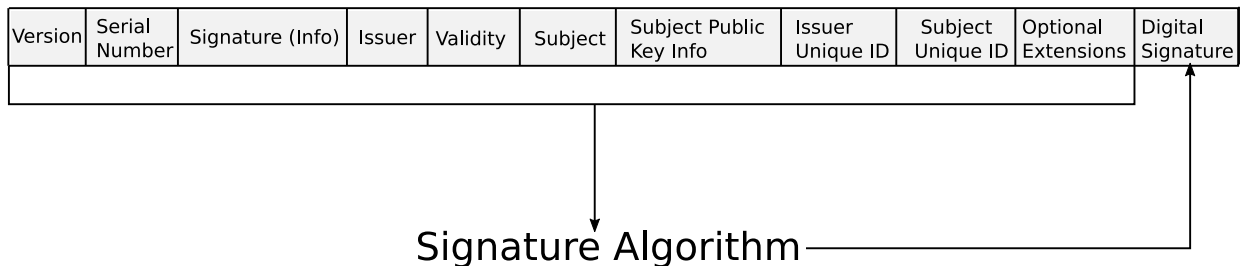 Version
Serial
Number
Signature (Info)
Issuer
Validity
Subject
Subject Public
Key Info
Issuer
Unique ID
Subject
Unique ID
Optional
Extensions
Digital
Signature
Signature Algorithm